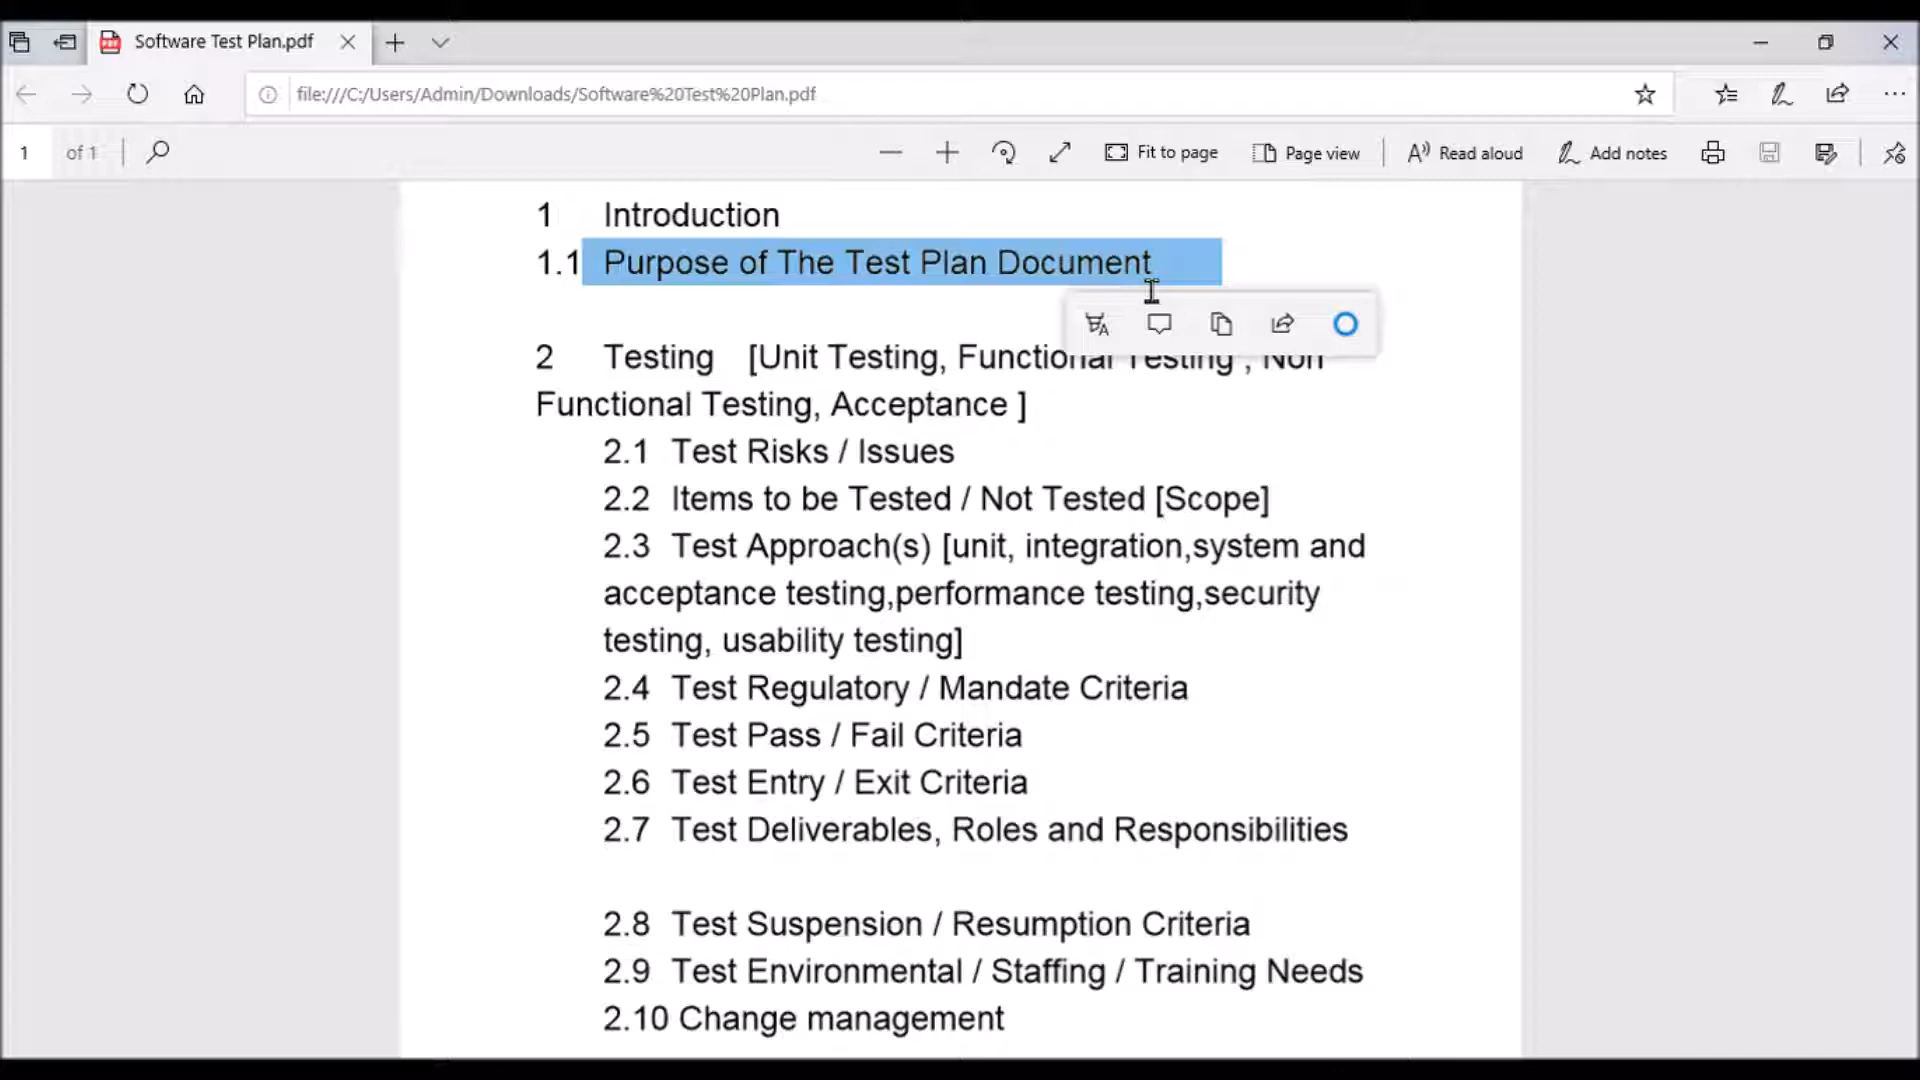 Software Test Plan.pdf
file:///C:/Users/Admin/Downloads/Software%20Test%20Plan.pdf
1 of 1 Fit to page Page view Read aloud Add notes
1 Introduction
1.1 Purpose of The Test Plan Document
2 Testing [Unit Testing, Functional Testing , Non
Functional Testing, Acceptance ]
2.1 Test Risks / Issues
2.2 Items to be Tested / Not Tested [Scope]
2.3 Test Approach(s) [unit, integration,system and
acceptance testing,performance testing,security
testing, usability testing]
2.4 Test Regulatory / Mandate Criteria
2.5 Test Pass / Fail Criteria
2.6 Test Entry / Exit Criteria
2.7 Test Deliverables, Roles and Responsibilities
2.8 Test Suspension / Resumption Criteria
2.9 Test Environmental / Staffing / Training Needs
2.10 Change management